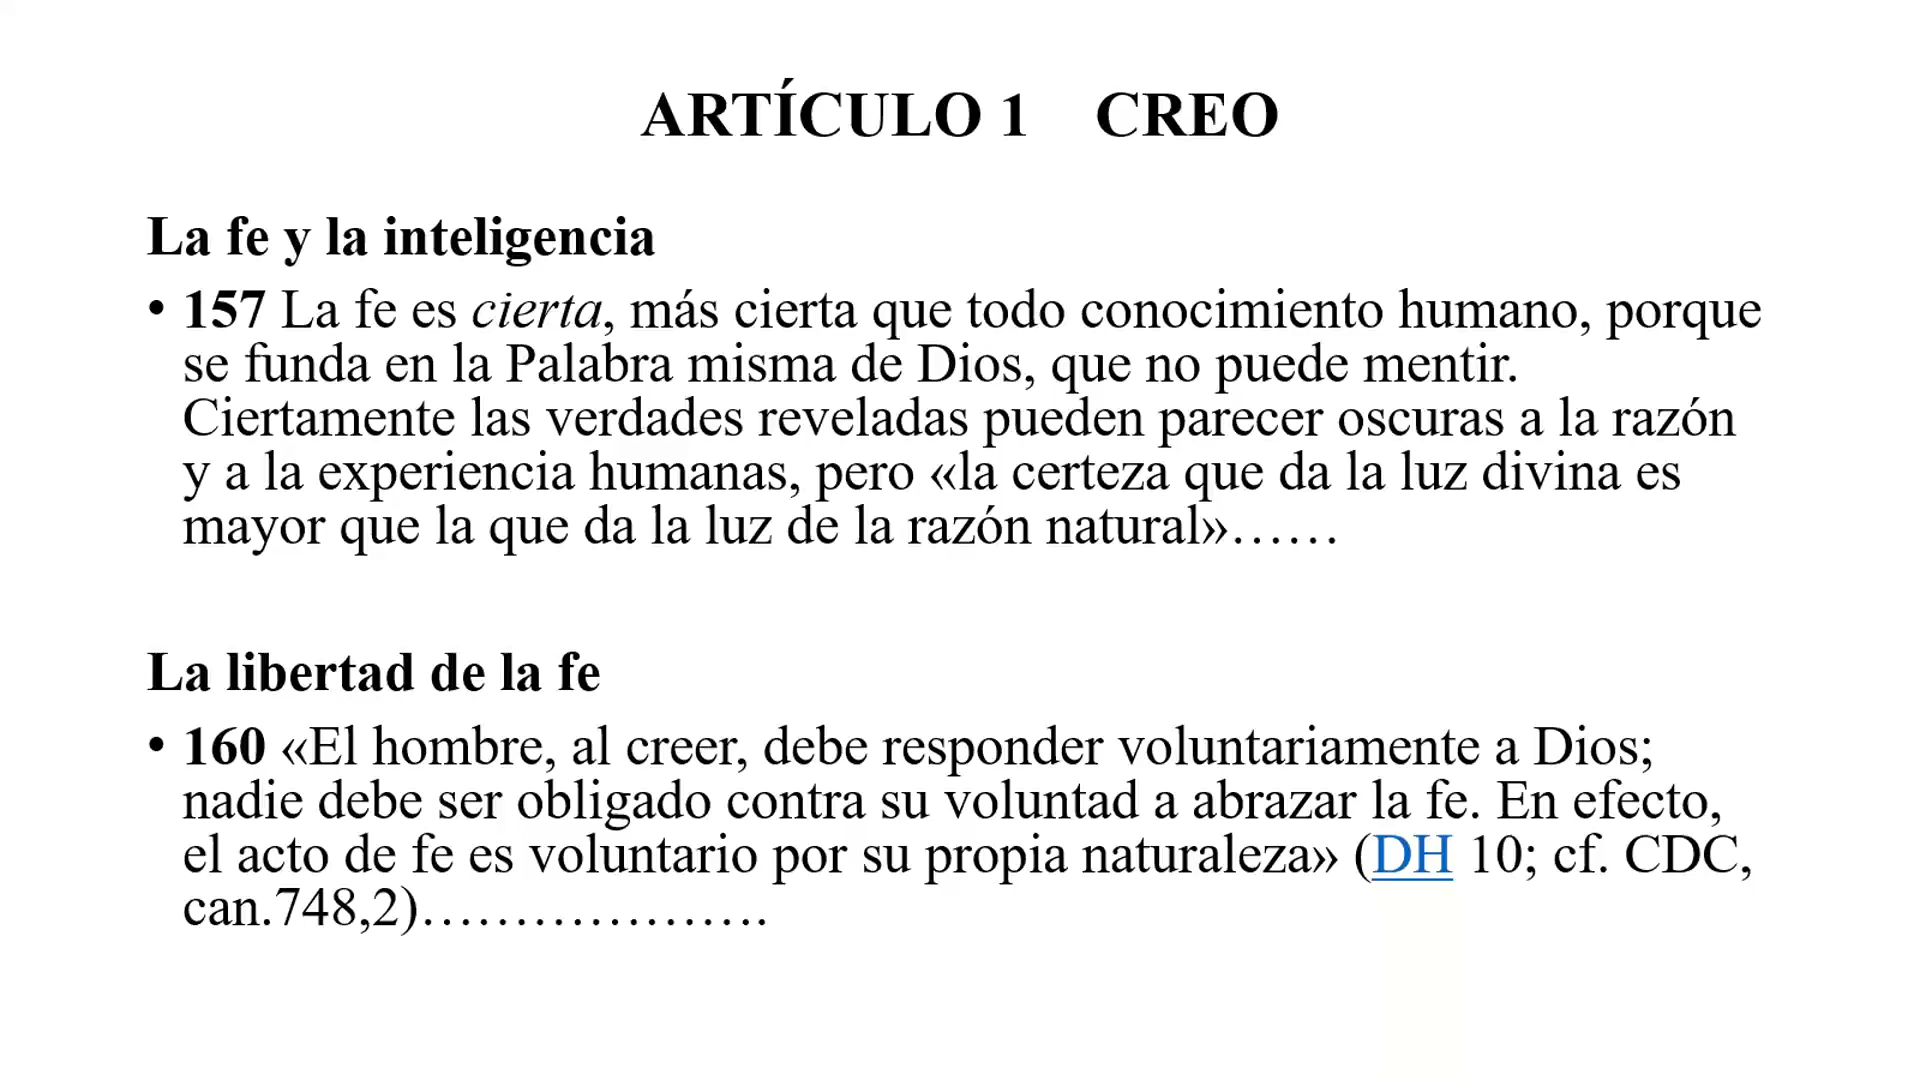 ARTÍCULO 1 CREO
La fe y la inteligencia
• 157 La fe es cierta, más cierta que todo conocimiento humano, porque
se funda en la Palabra misma de Dios, que no puede mentir.
Ciertamente las verdades reveladas pueden parecer oscuras a la razón
y a la experiencia humanas, pero «la certeza que da la luz divina es
mayor que la que da la luz de la razón natural»……
La libertad de la fe
• 160 «El hombre, al creer, debe responder voluntariamente a Dios;
nadie debe ser obligado contra su voluntad a abrazar la fe. En efecto,
el acto de fe es voluntario por su propia naturaleza» (DH 10; cf. CDC,
can.748,2)……………….